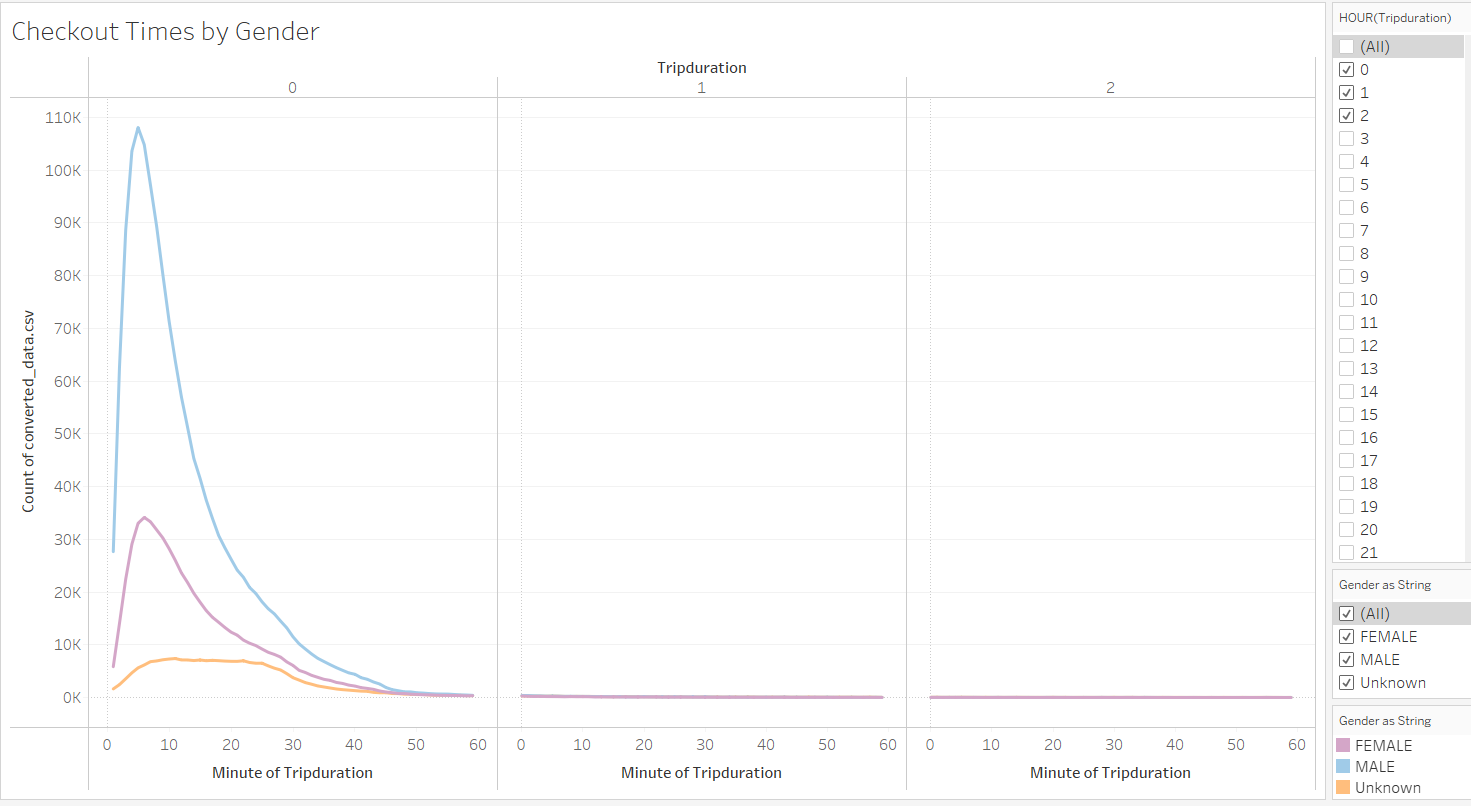 Checkout Times by Gender
Tripduration
0 1 2
Count of converted_data.csv
110K
100K
90K
80K
70K
60K
50K
40K
30K
20K
10K
0K
0 10 20 30 40 50 60 0 10 20 30 40 50 60 0 10 20 30 40 50 60
Minute of Tripduration Minute of Tripduration Minute of Tripduration
HOUR(Tripduration)
(All)
0
1
2
3
4
5
6
7
8
9
10
11
12
13
14
15
16
17
18
19
20
21
Gender as String
(All)
FEMALE
MALE
Unknown
Gender as String
FEMALE
MALE
Unknown